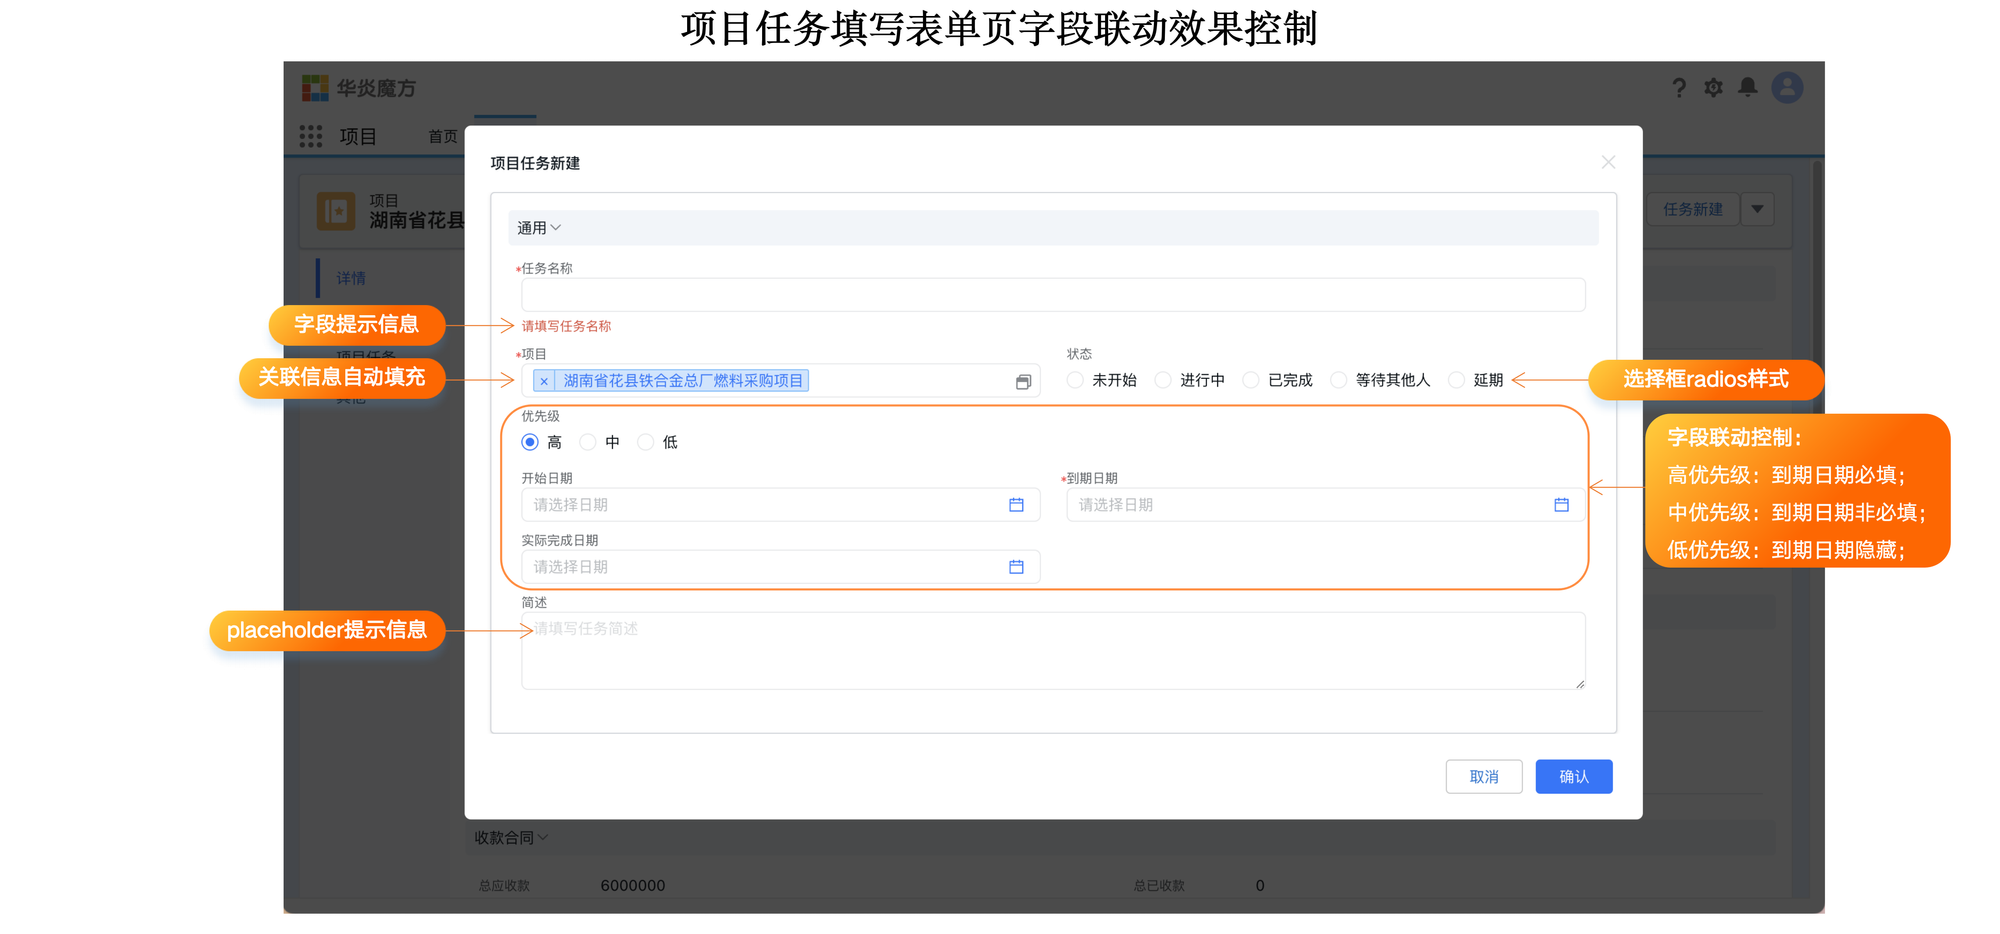 项目任务填写表单页字段联动效果控制
华炎魔方
项目
首页
项目任务新建
项目
湖南省花县
任务新建
通用
详情
*任务名称
字段提示信息
请填写任务名称
项目任务
*项目
状态
关联信息自动填充
× 湖南省花县铁合金总厂燃料采购项目
未开始 进行中 已完成 等待其他人 延期
选择框radios样式
其他
优先级
高 中 低
字段联动控制：
高优先级：到期日期必填；
中优先级：到期日期非必填；
低优先级：到期日期隐藏；
开始日期
*到期日期
请选择日期
请选择日期
实际完成日期
请选择日期
简述
placeholder提示信息
请填写任务简述
取消
确认
收款合同
总应收款 6000000
总已收款 0